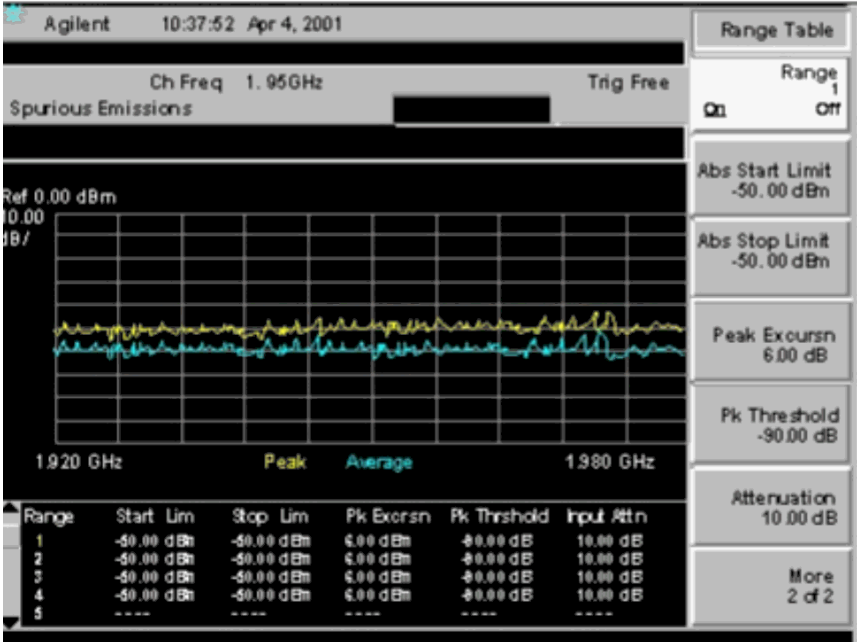 Agilent 10:37:52 Apr 4, 2001
Ch Freq 1.95GHz Trig Free
Spurious Emissions
Ref 0.00 dBm
10.00
dB/
1.920 GHz Peak Average 1.980 GHz
Range Start Lim Stop Lim Pk Excrsn Pk Thrshold Input Attn
1 -50.00 dBm -50.00 dBm 6.00 dBm -90.00 dB 10.00 dB
2 -50.00 dBm -50.00 dBm 6.00 dBm -90.00 dB 10.00 dB
3 -50.00 dBm -50.00 dBm 6.00 dBm -90.00 dB 10.00 dB
4 -50.00 dBm -50.00 dBm 6.00 dBm -90.00 dB 10.00 dB
5 ---- ---- ---- ---- ----
Range Table
Range
1
On Off
Abs Start Limit
-50.00 dBm
Abs Stop Limit
-50.00 dBm
Peak Excursn
6.00 dB
Pk Threshold
-90.00 dB
Attenuation
10.00 dB
More
2 of 2